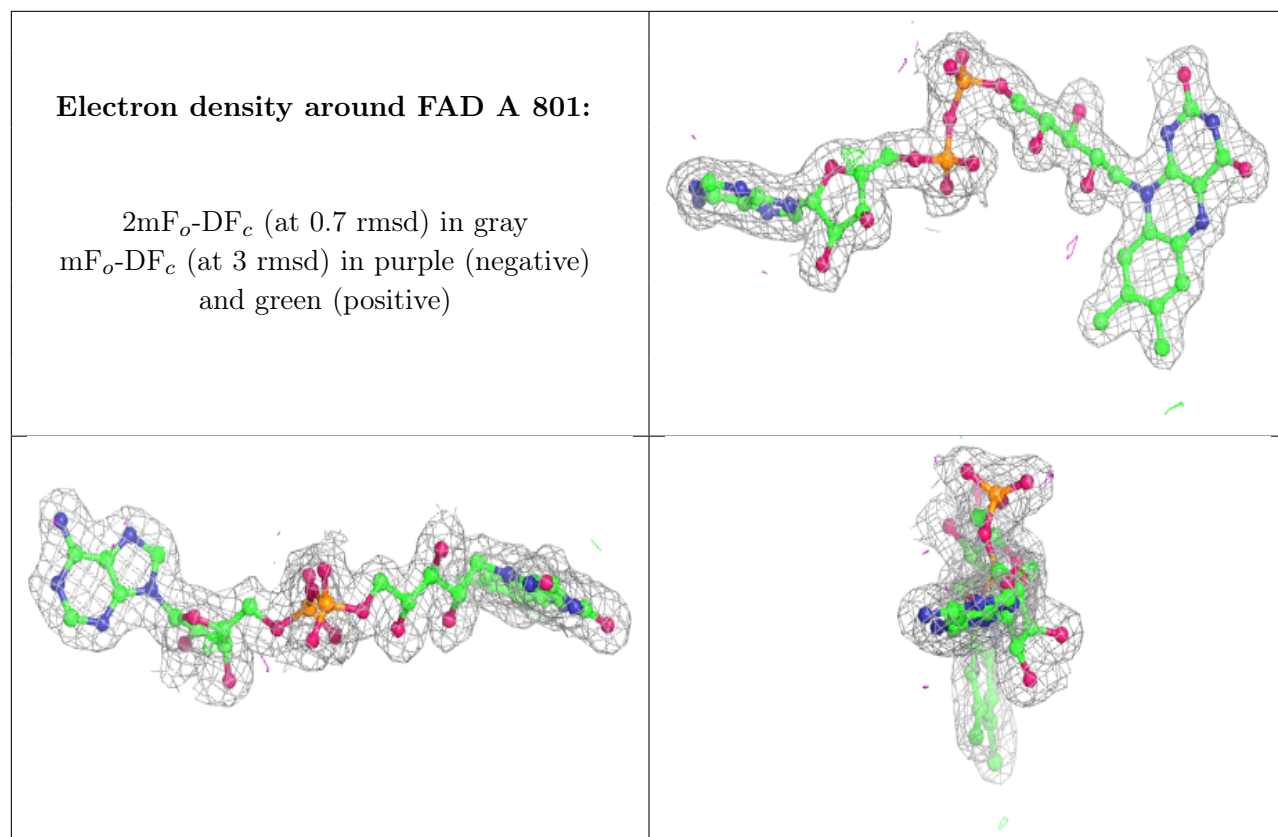 Electron density around FAD A 801:
2mFo-DFc (at 0.7 rmsd) in gray
mFo-DFc (at 3 rmsd) in purple (negative)
and green (positive)